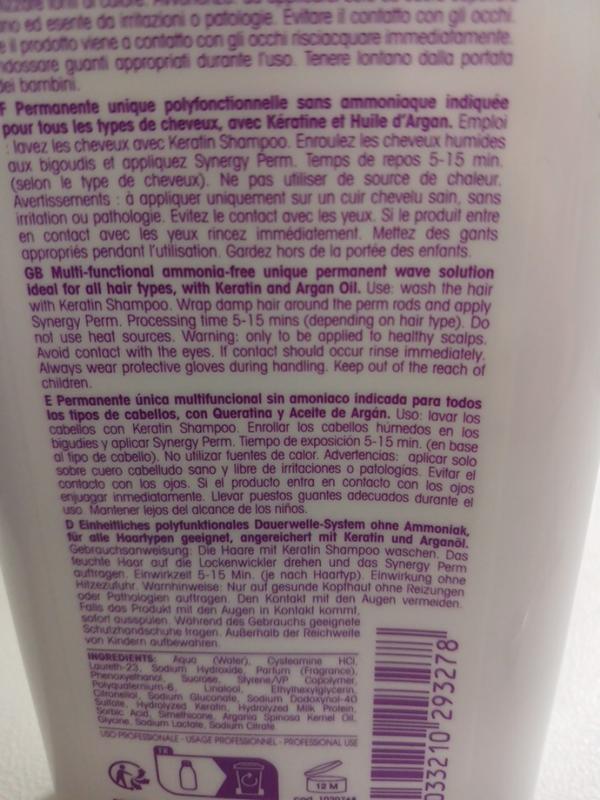 fonti di calore. Avvertenze: da applicare solo su cuoio capelluto
ano ed esente da irritazioni o patologie. Evitare il contatto con gli occhi.
e il prodotto viene a contatto con gli occhi risciacquare immediatamente.
ndossare guanti appropriati durante l'uso. Tenere lontano dalla portata
dei bambini.
F Permanente unique polyfonctionnelle sans ammoniaque indiquée
pour tous les types de cheveux, avec Kératine et Huile d'Argan. Emploi
: lavez les cheveux avec Keratin Shampoo. Enroulez les cheveux humides
aux bigoudis et appliquez Synergy Perm. Temps de repos 5-15 min.
(selon le type de cheveux). Ne pas utiliser de source de chaleur.
Avertissements : à appliquer uniquement sur un cuir chevelu sain, sans
irritation ou pathologie. Evitez le contact avec les yeux. Si le produit entre
en contact avec les yeux rincez immédiatement. Mettez des gants
appropriés pendant l'utilisation. Gardez hors de la portée des enfants.
GB Multi-functional ammonia-free unique permanent wave solution
ideal for all hair types, with Keratin and Argan Oil. Use: wash the hair
with Keratin Shampoo. Wrap damp hair around the perm rods and apply
Synergy Perm. Processing time 5-15 mins (depending on hair type). Do
not use heat sources. Warning: only to be applied to healthy scalps.
Avoid contact with the eyes. If contact should occur rinse immediately.
Always wear protective gloves during handling. Keep out of the reach of
children.
E Permanente única multifuncional sin amoniaco indicada para todos
los tipos de cabellos, con Queratina y Aceite de Argán. Uso: lavar los
cabellos con Keratin Shampoo. Enrollar los cabellos húmedos en los
bigudíes y aplicar Synergy Perm. Tiempo de exposición 5-15 min. (en base
al tipo de cabello). No utilizar fuentes de calor. Advertencias: aplicar solo
sobre cuero cabelludo sano y libre de irritaciones o patologías. Evitar el
contacto con los ojos. Si el producto entra en contacto con los ojos
enjuagar inmediatamente. Llevar puestos guantes adecuados durante el
uso. Mantener lejos del alcance de los niños.
D Einheitliches polyfunktionales Dauerwelle-System ohne Ammoniak,
für alle Haartypen geeignet, angereichert mit Keratin und Arganöl.
Gebrauchsanweisung: Die Haare mit Keratin Shampoo waschen. Das
feuchte Haar auf die Lockenwickler drehen und das Synergy Perm
auftragen. Einwirkzeit 5-15 Min. (je nach Haartyp). Einwirkung ohne
Hitzezufuhr. Warnhinweise: Nur auf gesunde Kopfhaut ohne Reizungen
oder Pathologien auftragen. Den Kontakt mit den Augen vermeiden.
Falls das Produkt mit den Augen in Kontakt kommt,
sofort ausspülen. Während des Gebrauchs geeignete
Schutzhandschuhe tragen. Außerhalb der Reichweite
von Kindern aufbewahren.
INGREDIENTS: Aqua (Water), Cysteamine HCl,
Laureth-23, Sodium Hydroxide, Parfum (Fragrance),
Phenoxyethanol, Sucrose, Styrene/VP Copolymer,
Polyquaternium-6, Linalool, Ethylhexylglycerin,
Citronellol, Sodium Gluconate, Sodium Dodoxynol-40
Sulfate, Hydrolyzed Keratin, Hydrolyzed Milk Protein,
Sorbic Acid, Simethicone, Argania Spinosa Kernel Oil,
Glycine, Sodium Lactate, Sodium Citrate.
USO PROFESSIONALE - USAGE PROFESSIONNEL - PROFESSIONAL USE
FR
12 M
033210 293278